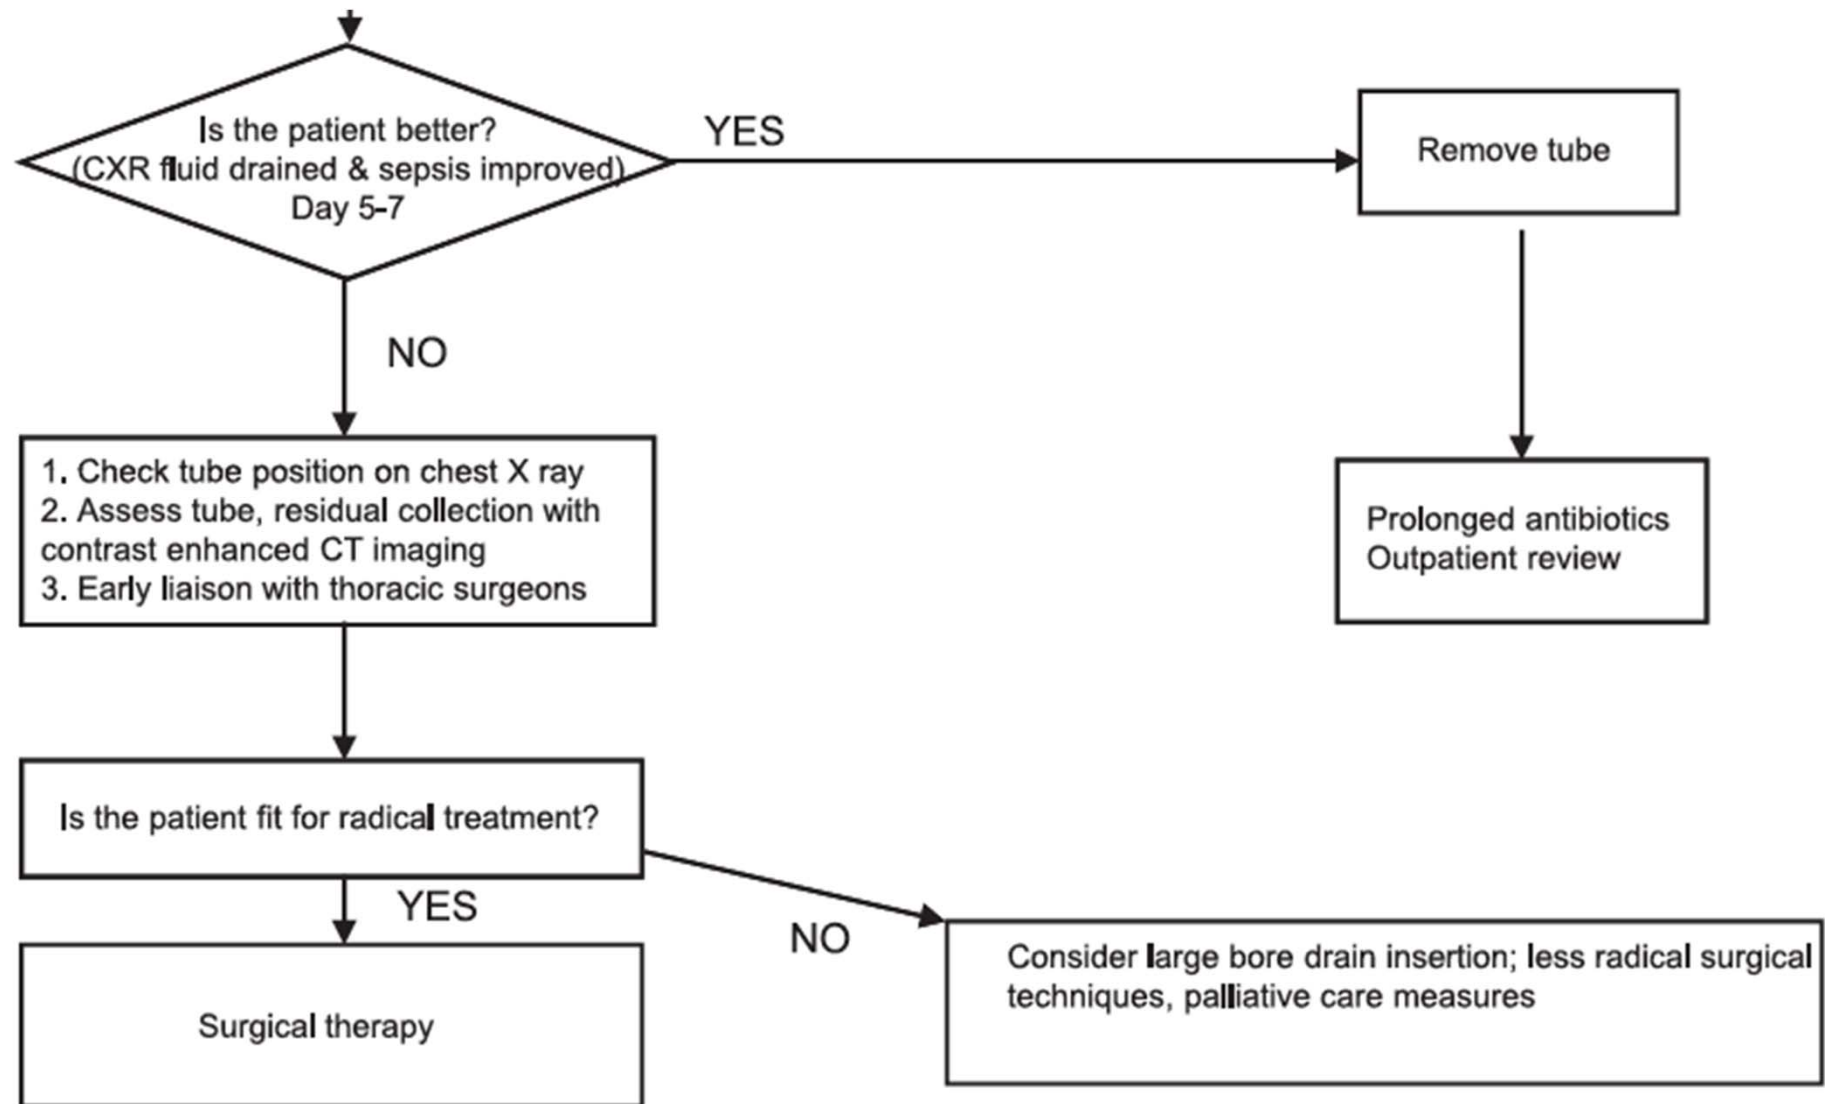 Is the patient better?
(CXR fluid drained & sepsis improved)
Day 5-7
YES
Remove tube
NO
1. Check tube position on chest X ray
2. Assess tube, residual collection with
contrast enhanced CT imaging
3. Early liaison with thoracic surgeons
Prolonged antibiotics
Outpatient review
Is the patient fit for radical treatment?
YES
NO
Surgical therapy
Consider large bore drain insertion; less radical surgical
techniques, palliative care measures